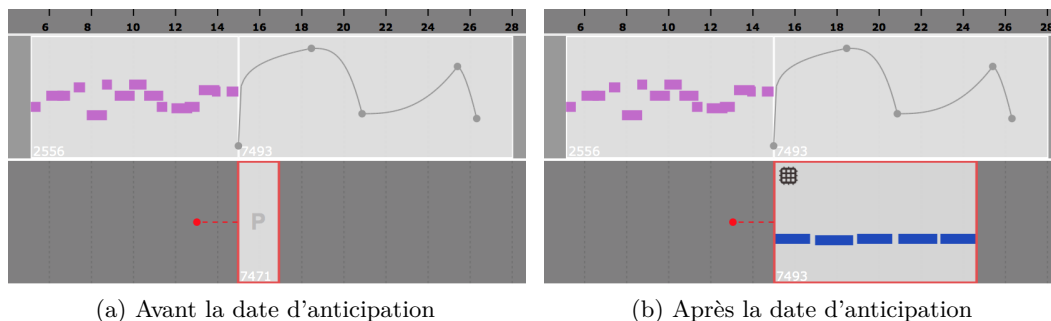 6 8 10 12 14 16 18 20 22 24 26 28
2556 7493
P
7471
(a) Avant la date d'anticipation
6 8 10 12 14 16 18 20 22 24 26 28
2556 7493
7493
(b) Après la date d'anticipation